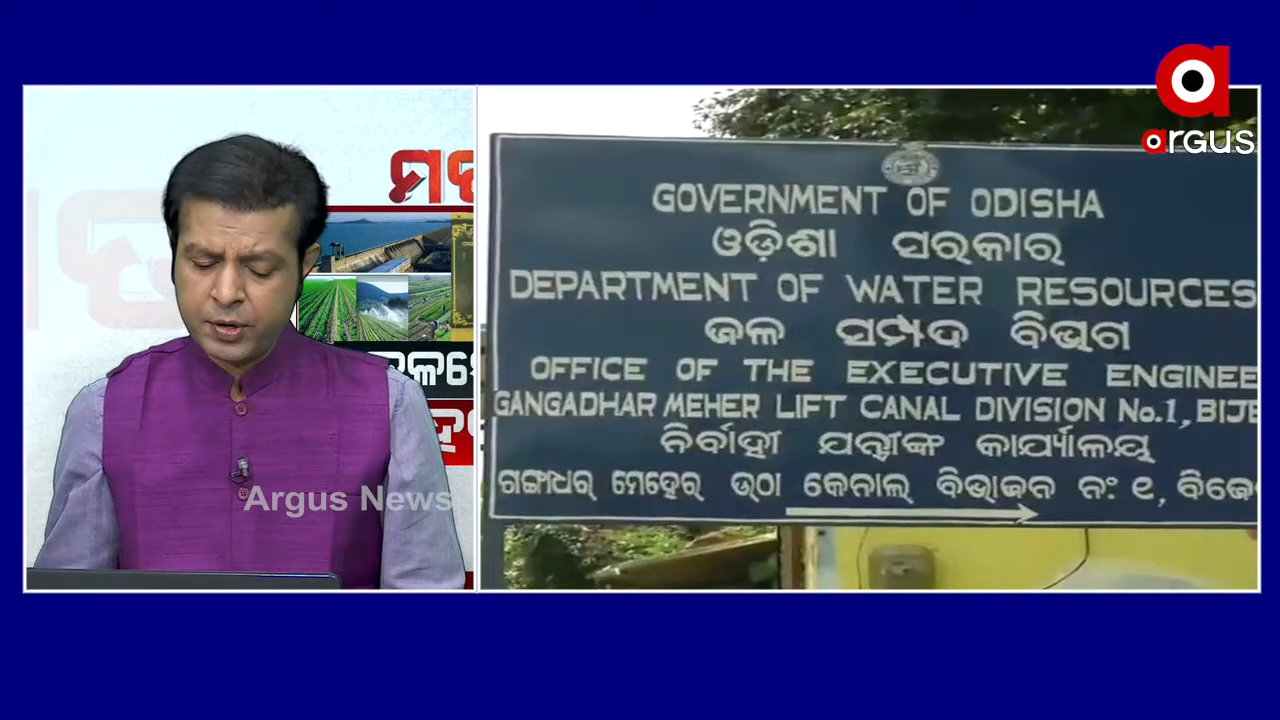 argus
GOVERNMENT OF ODISHA
ଓଡ଼ିଶା ସରକାର
DEPARTMENT OF WATER RESOURCES
ଜଳ ସମ୍ପଦ ବିଭାଗ
OFFICE OF THE EXECUTIVE ENGINEE
GANGADHAR MEHER LIFT CANAL DIVISION No.1, BIJE
ନିର୍ବାହୀ ଯନ୍ତ୍ରୀଙ୍କ କାର୍ଯ୍ୟାଳୟ
ଗଙ୍ଗାଧର୍ ମେହେର୍ ଉଠା କେନାଲ୍ ବିଭାଜନ ନଂ ୧, ବିଜେ
Argus News